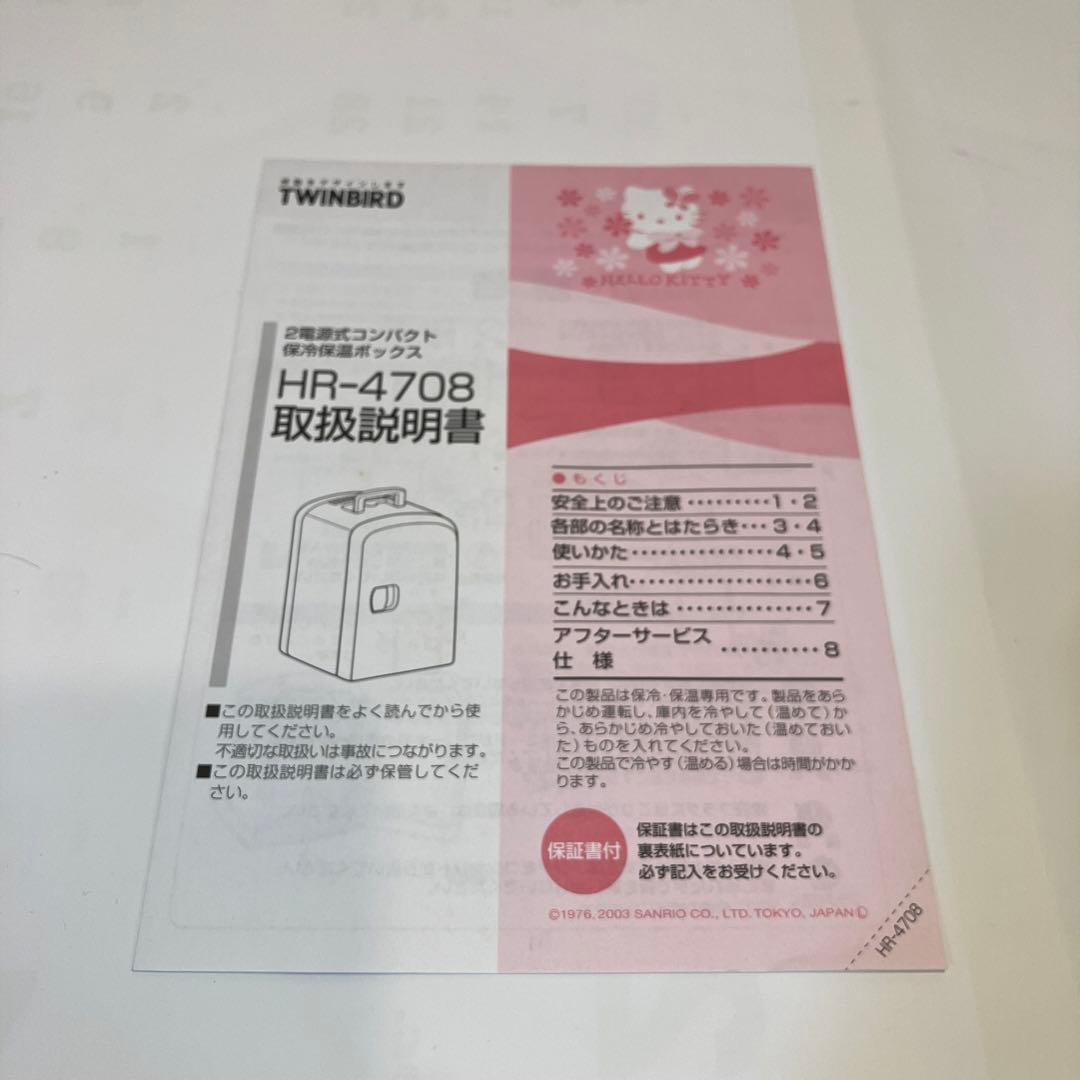 TWINBIRD
HELLO KITTY
2電源式コンパクト
保冷保温ボックス
HR-4708
取扱説明書
■この取扱説明書をよく読んでから使
用してください。
不適切な取扱いは事故につながります。
■この取扱説明書は必ず保管してくだ
さい。
●もくじ
安全上のご注意 ・・・・・・・・・1・2
各部の名称とはたらき・・・3・4
使いかた・・・・・・・・・・・・・・・4・5
お手入れ・・・・・・・・・・・・・・・・・・・6
こんなときは ・・・・・・・・・・・・・・7
アフターサービス
仕 様 ・・・・・・・・・・8
この製品は保冷・保温専用です。製品をあら
かじめ運転し、庫内を冷やして(温めて)か
ら、あらかじめ冷やしておいた(温めておい
た)ものを入れてください。
この製品で冷やす(温める)場合は時間がかか
ります。
保証書付
保証書はこの取扱説明書の
裏表紙についています。
必ず記入をお受けください。
©1976, 2003 SANRIO CO., LTD. TOKYO, JAPAN Ⓛ
HR-4708